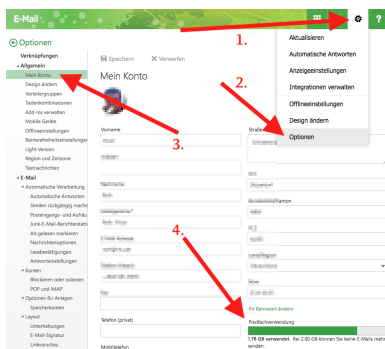 E-Mail
?
1.
Optionen
Verknüpfungen
Allgemein
Mein Konto
Design ändern
Verteilergruppen
Tastenkombinationen
Add-Ins verwalten
Mobile Geräte
Offlineeinstellungen
Barrierefreiheitseinstellungen
Light-Version
Region und Zeitzone
Textnachrichten
E-Mail
Automatische Verarbeitung
Automatische Antworten
Senden rückgängig mache
Posteingangs- und Aufräu
Junk-E-Mail-Berichterstatt
Als gelesen markieren
Nachrichtenoptionen
Lesebestätigungen
Antworteinstellungen
Konten
Blockieren oder zulassen
POP und IMAP
Optionen für Anlagen
Speicherkonten
Layout
Unterhaltungen
E-Mail-Signatur
Linkvorschau
Speichern
Verwerfen
Mein Konto
2.
Aktualisieren
Automatische Antworten
Anzeigeeinstellungen
Integrationen verwalten
Offlineeinstellungen
Design ändern
Optionen
3.
Vorname
Straße
Nachname
4.
Telefon (privat)
Mobiltelefon
Ihr Kennwort ändern
Postfachverwendung
1.78 GB verwendet. Bei 2,00 GB können Sie keine E-Mails mehr
senden.